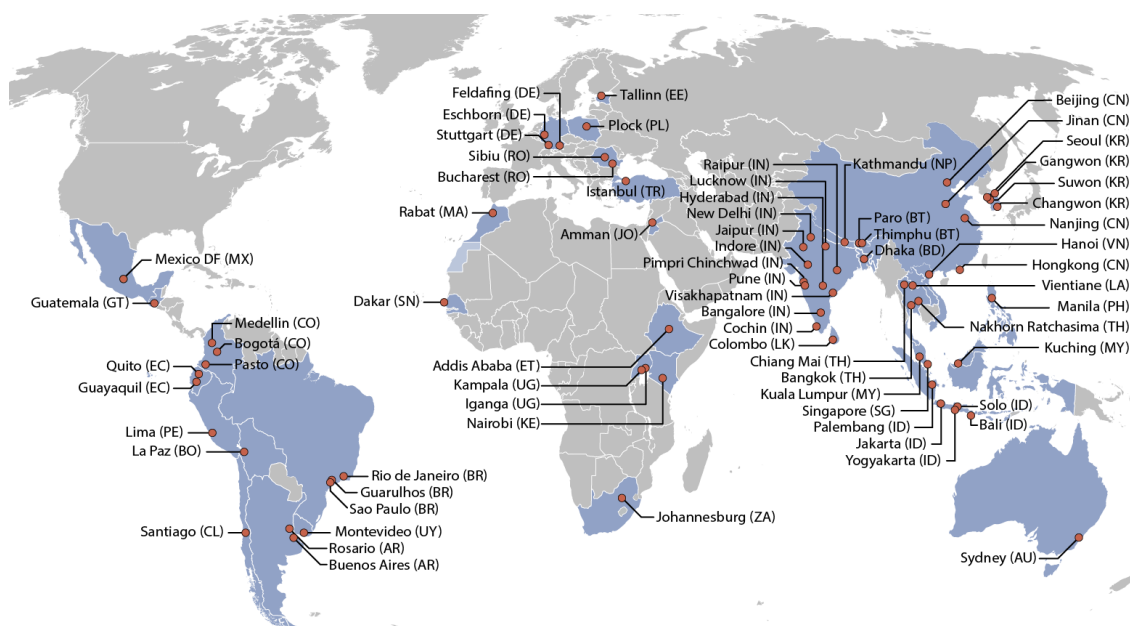 Feldafing (DE)
Eschborn (DE)
Stuttgart (DE)
Sibiu (RO)
Bucharest (RO)
Tallinn (EE)
Plock (PL)
Istanbul (TR)
Rabat (MA)
Amman (JO)
Dakar (SN)
Mexico DF (MX)
Guatemala (GT)
Medellin (CO)
Bogotá (CO)
Pasto (CO)
Quito (EC)
Guayaquil (EC)
Lima (PE)
La Paz (BO)
Rio de Janeiro (BR)
Guarulhos (BR)
Sao Paulo (BR)
Santiago (CL)
Montevideo (UY)
Rosario (AR)
Buenos Aires (AR)
Addis Ababa (ET)
Kampala (UG)
Iganga (UG)
Nairobi (KE)
Johannesburg (ZA)
Raipur (IN)
Lucknow (IN)
Hyderabad (IN)
New Delhi (IN)
Jaipur (IN)
Indore (IN)
Pimpri Chinchwad (IN)
Pune (IN)
Visakhapatnam (IN)
Bangalore (IN)
Cochin (IN)
Colombo (LK)
Kathmandu (NP)
Paro (BT)
Thimphu (BT)
Dhaka (BD)
Beijing (CN)
Jinan (CN)
Seoul (KR)
Gangwon (KR)
Suwon (KR)
Changwon (KR)
Nanjing (CN)
Hanoi (VN)
Hongkong (CN)
Vientiane (LA)
Manila (PH)
Nakhorn Ratchasima (TH)
Kuching (MY)
Chiang Mai (TH)
Bangkok (TH)
Kuala Lumpur (MY)
Singapore (SG)
Palembang (ID)
Jakarta (ID)
Yogyakarta (ID)
Solo (ID)
Bali (ID)
Sydney (AU)